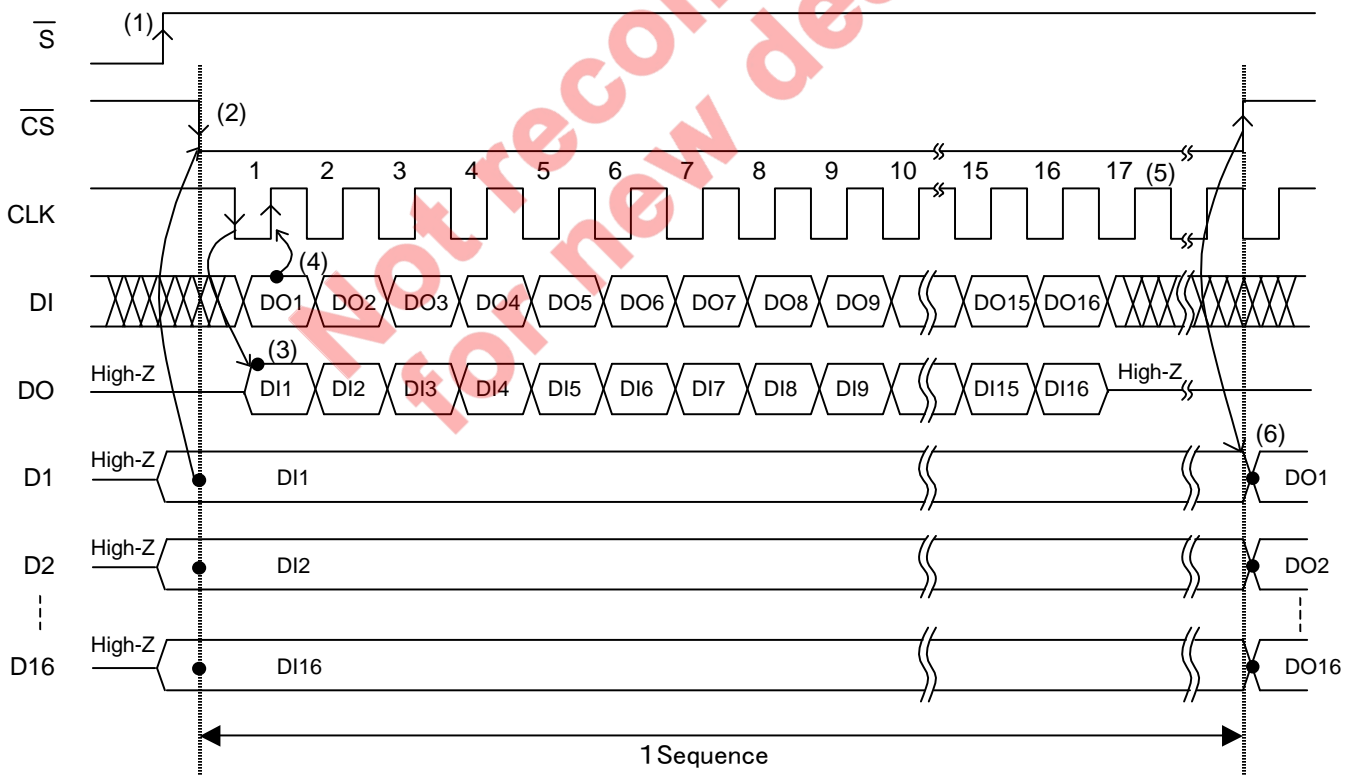 S (1)
CS (2)
1 2 3 4 5 6 7 8 9 10 15 16 17 (5)
CLK
(4)
DI DO1 DO2 DO3 DO4 DO5 DO6 DO7 DO8 DO9 DO15 DO16
(3)
DO High-Z DI1 DI2 DI3 DI4 DI5 DI6 DI7 DI8 DI9 DI15 DI16 High-Z
(6)
D1 High-Z DI1 DO1
D2 High-Z DI2 DO2
D16 High-Z DI16 DO16
1Sequence
Not recom
for new de